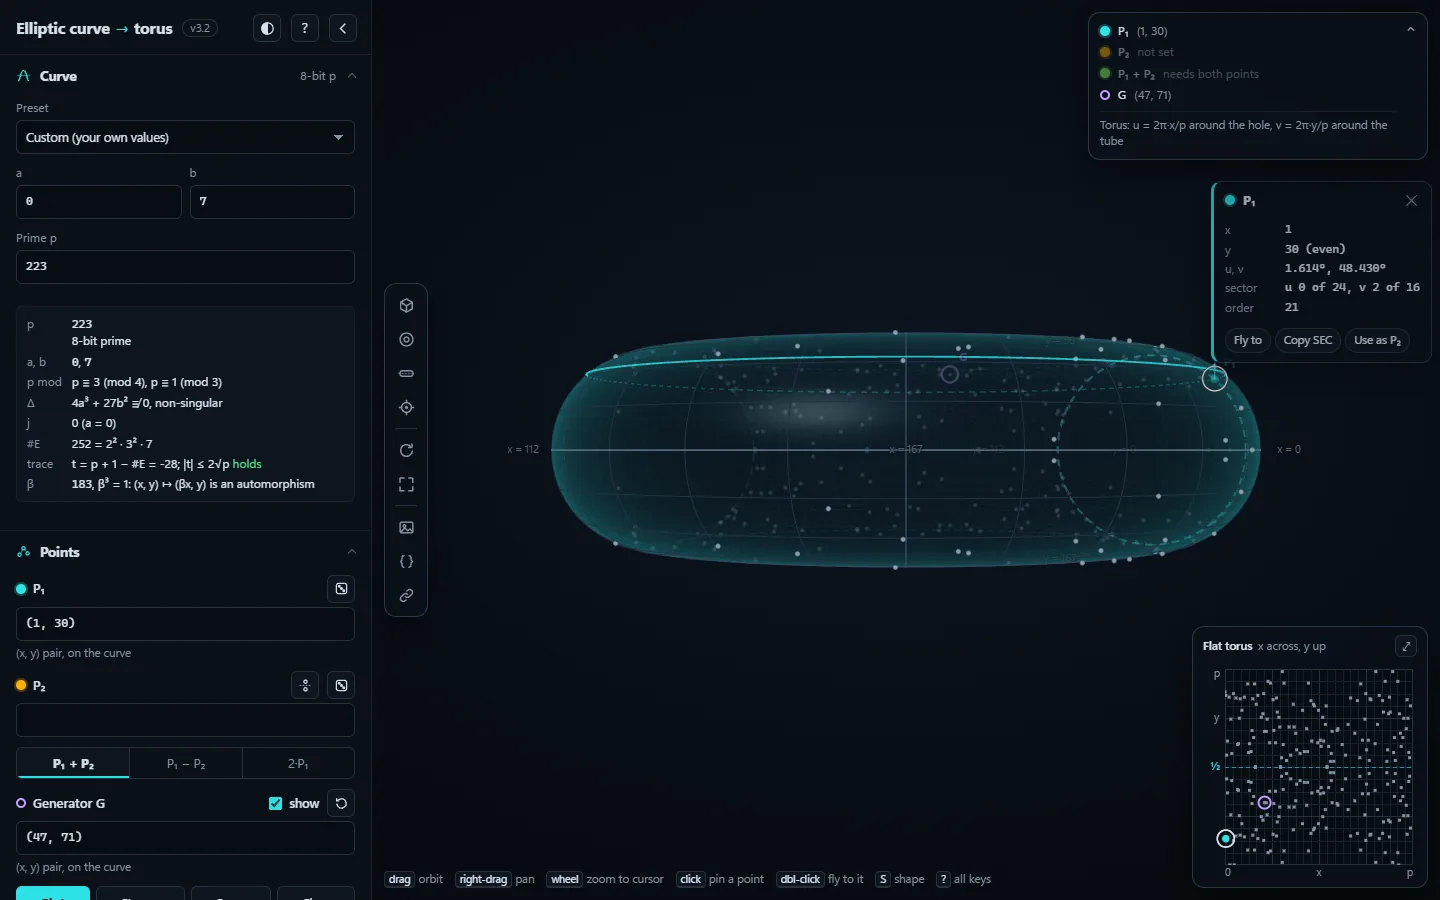 Elliptic curve → torus v3.2 ?
Curve 8-bit p
Preset
Custom (your own values)
a b
0 7
Prime p
223
p 223
8-bit prime
a, b 0, 7
p mod p ≡ 3 (mod 4), p ≡ 1 (mod 3)
Δ 4a³ + 27b² ≢ 0, non-singular
j 0 (a = 0)
#E 252 = 2² · 3² · 7
trace t = p + 1 − #E = -28; |t| ≤ 2√p holds
β 183, β³ = 1: (x, y) ↦ (βx, y) is an automorphism
Points
P₁
(1, 30)
(x, y) pair, on the curve
P₂
P₁ + P₂ P₁ − P₂ 2·P₁
Generator G show
(47, 71)
(x, y) pair, on the curve
P₁ (1, 30)
P₂ not set
P₁ + P₂ needs both points
G (47, 71)
Torus: u = 2π·x/p around the hole, v = 2π·y/p around the
tube
P₁
x 1
y 30 (even)
u, v 1.614°, 48.430°
sector u 0 of 24, v 2 of 16
order 21
Fly to Copy SEC Use as P₂
G
x = 112 x = 167 x = 0
Flat torus x across, y up
p
y
½
0 x p
drag orbit right-drag pan wheel zoom to cursor click pin a point dbl-click fly to it S shape ? all keys